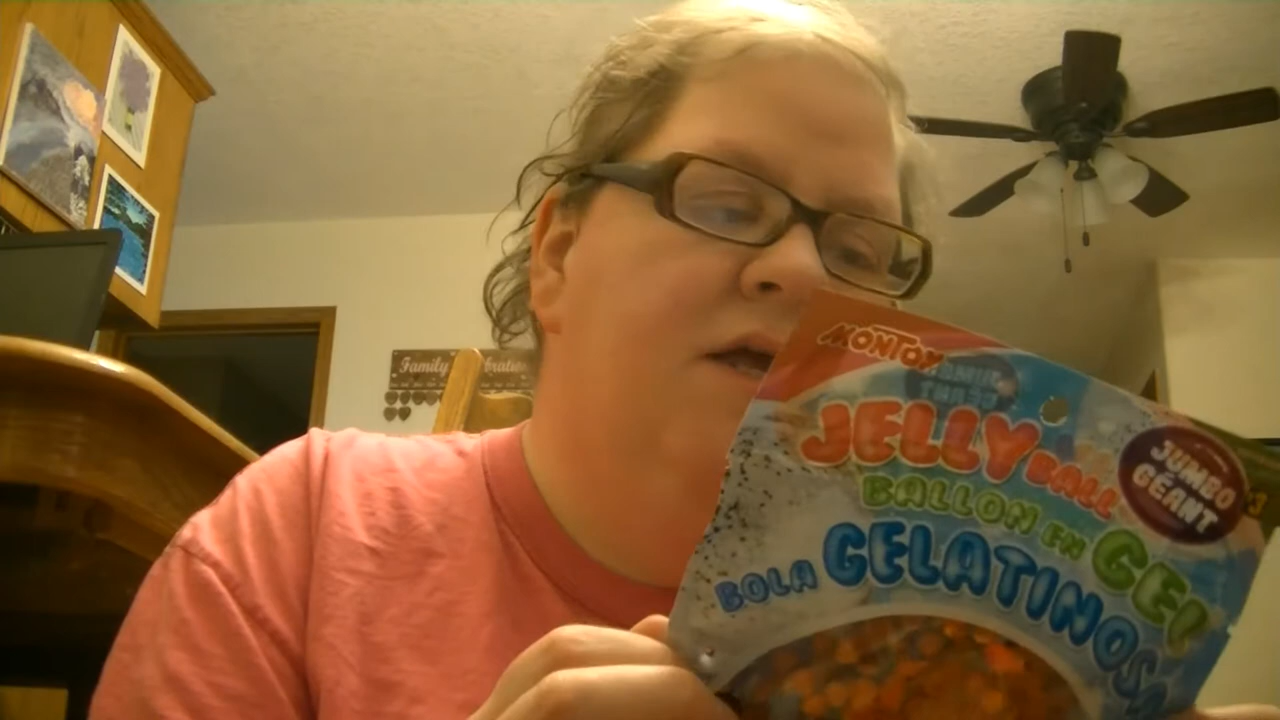 Family
MONTOY
JELLY BALL
JUMBO
GÉANT
BALLON EN GEL
BOLA GELATINOSA